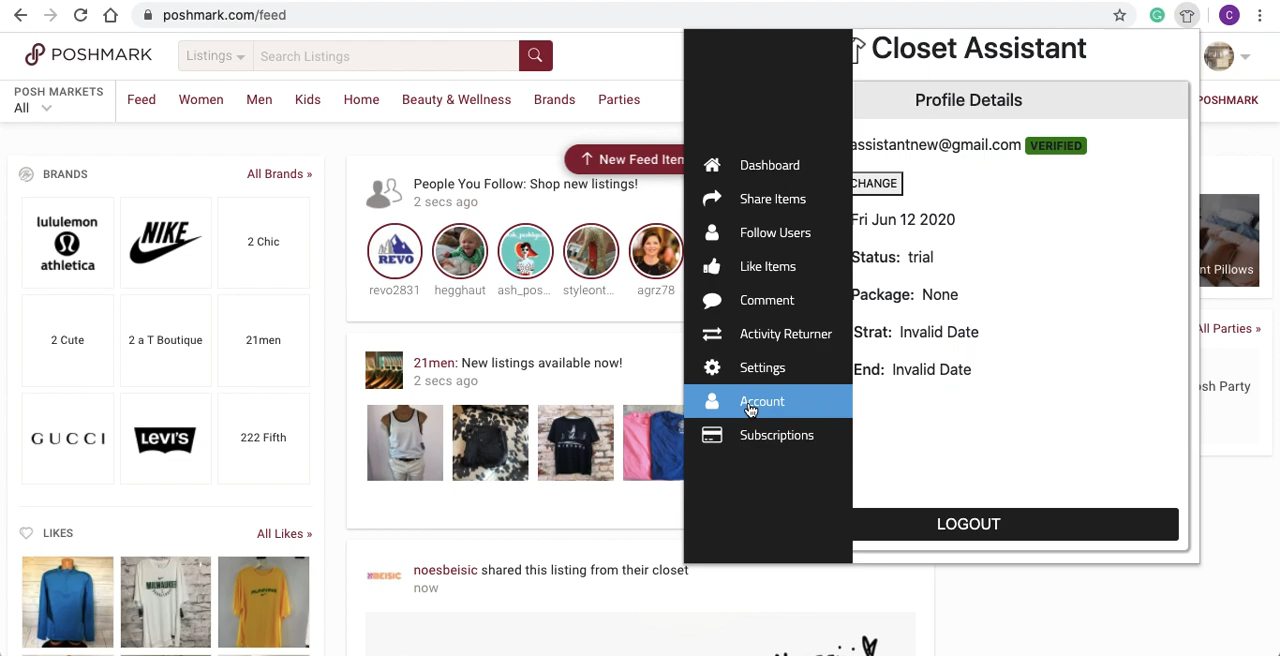 poshmark.com/feed
C
POSHMARK
Listings
Search Listings
POSH MARKETS
All
Feed
Women
Men
Kids
Home
Beauty & Wellness
Brands
Parties
POSHMARK
BRANDS
All Brands »
lululemon
athletica
NIKE
2 Chic
2 Cute
2 a T Boutique
21men
GUCCI
LEVI'S
222 Fifth
LIKES
All Likes »
New Feed Item
People You Follow: Shop new listings!
2 secs ago
REVO
revo2831
hegghaut
ash_pos...
styleont...
agrz78
21men: New listings available now!
2 secs ago
noesbeisic shared this listing from their closet
now
Dashboard
Share Items
Follow Users
Like Items
Comment
Activity Returner
Settings
Account
Subscriptions
Closet Assistant
Profile Details
assistantnew@gmail.com VERIFIED
CHANGE
Fri Jun 12 2020
Status: trial
Package: None
Strat: Invalid Date
End: Invalid Date
LOGOUT
nt Pillows
All Parties »
osh Party